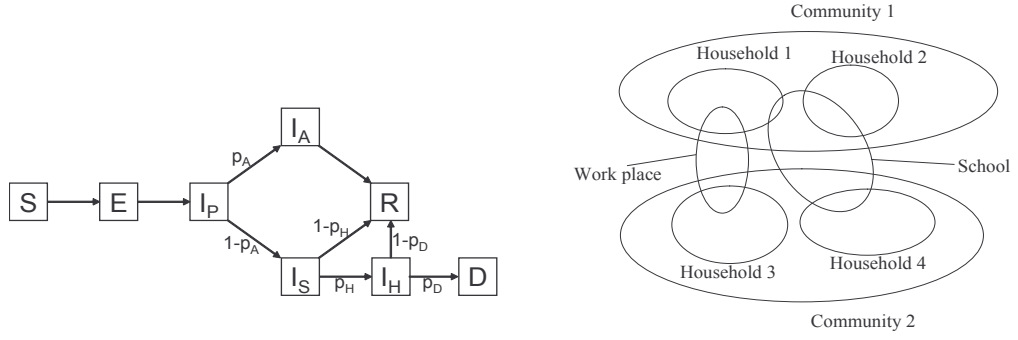 S
E
I_P
p_A
1-p_A
I_A
I_S
1-p_H
p_H
R
1-p_D
I_H
p_D
D
Community 1
Household 1
Household 2
Work place
School
Household 3
Household 4
Community 2